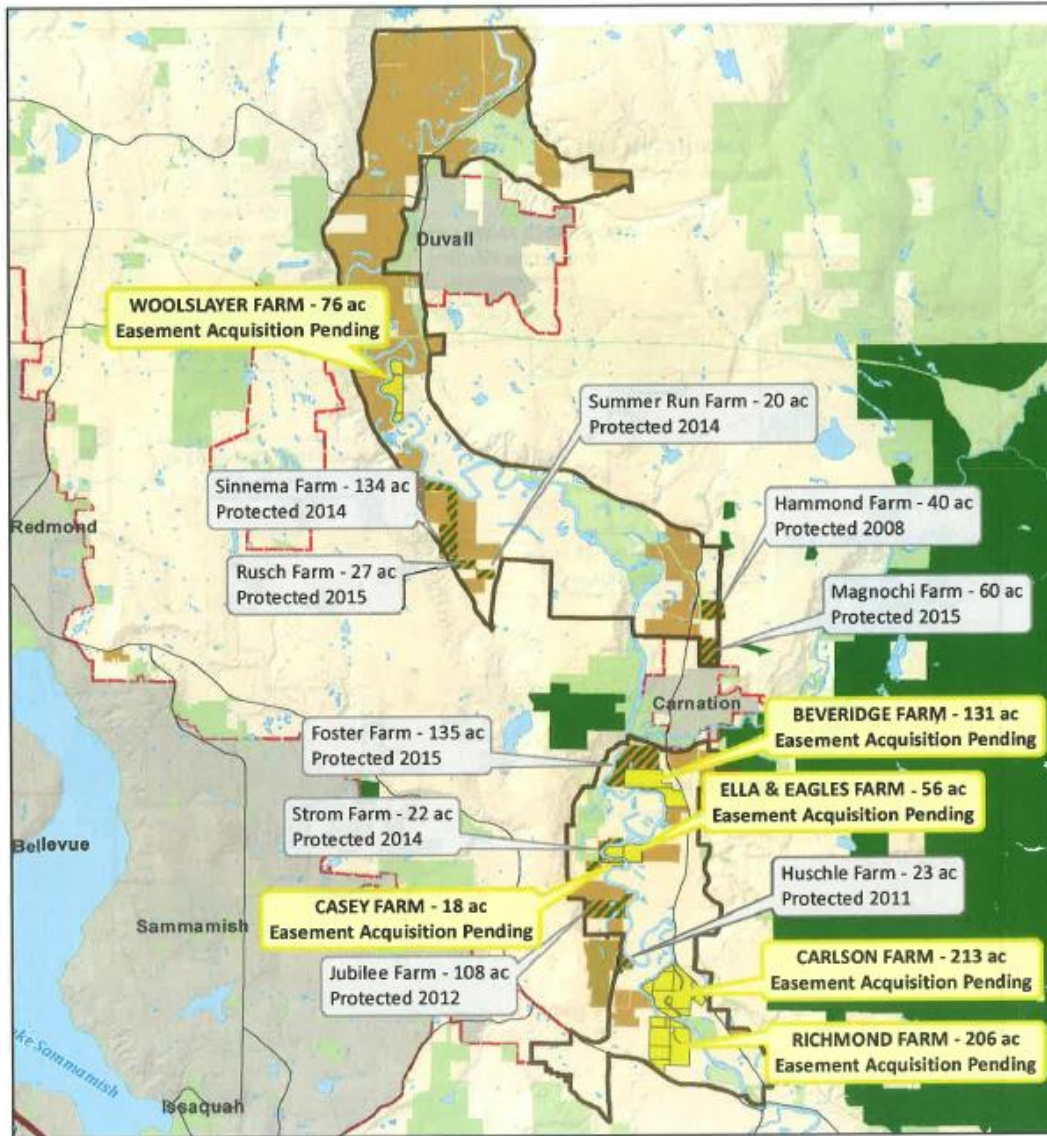 Duvall
WOOLSLAYER FARM - 76 ac
Easement Acquisition Pending
Summer Run Farm - 20 ac
Protected 2014
Sinnema Farm - 134 ac
Protected 2014
Hammond Farm - 40 ac
Protected 2008
Redmond
Rusch Farm - 27 ac
Protected 2015
Magnochi Farm - 60 ac
Protected 2015
Carnation
BEVERIDGE FARM - 131 ac
Easement Acquisition Pending
Foster Farm - 135 ac
Protected 2015
ELLA & EAGLES FARM - 56 ac
Easement Acquisition Pending
Strom Farm - 22 ac
Protected 2014
Bellevue
Huschle Farm - 23 ac
Protected 2011
CASEY FARM - 18 ac
Easement Acquisition Pending
Sammamish
CARLSON FARM - 213 ac
Easement Acquisition Pending
Jubilee Farm - 108 ac
Protected 2012
RICHMOND FARM - 206 ac
Easement Acquisition Pending
ake Sammamish
Issaquah